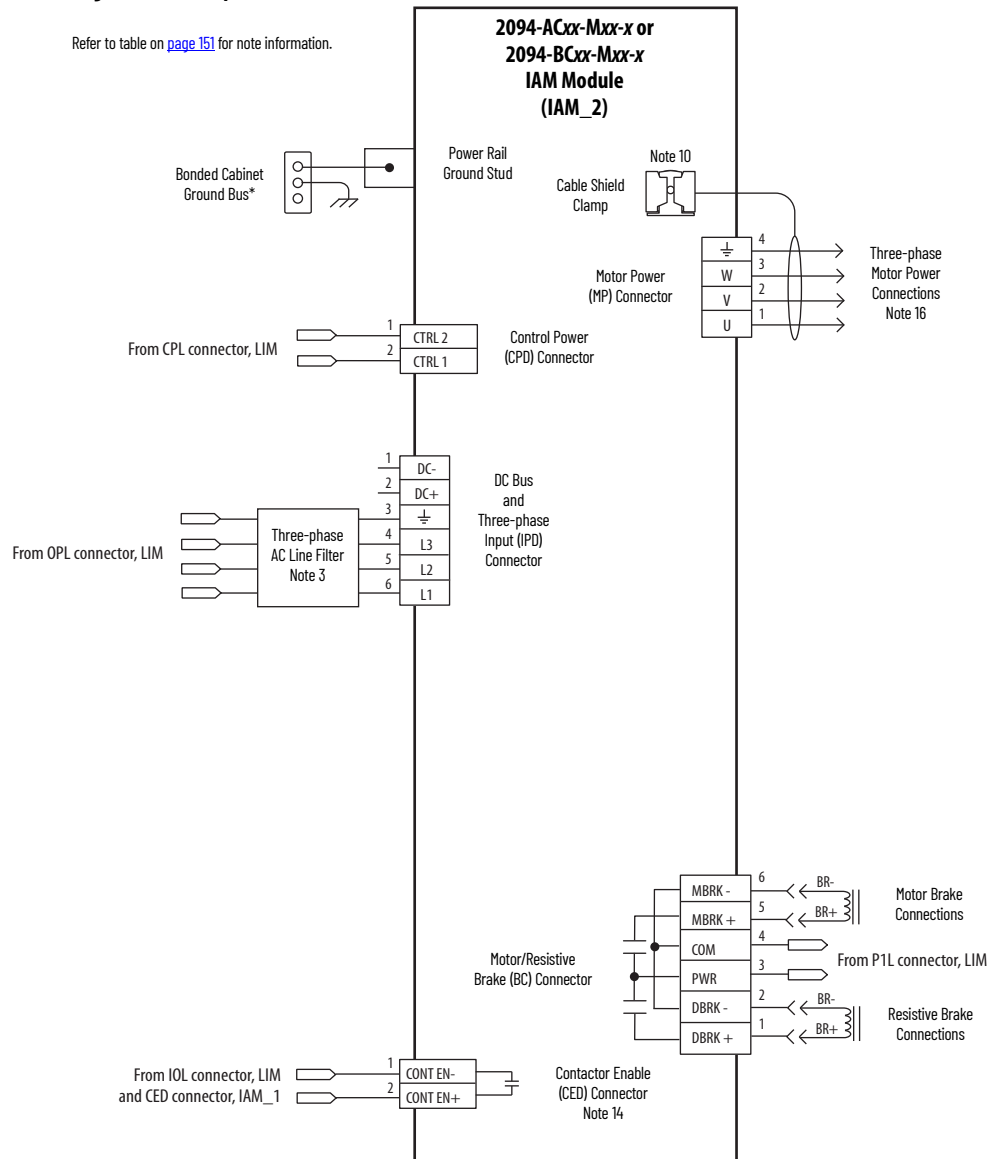 2094-ACxx-Mxx-x or
2094-BCxx-Mxx-x
IAM Module
(IAM_2)
Refer to table on page 151 for note information.
Bonded Cabinet
Ground Bus*
Power Rail
Ground Stud
Note 10
Cable Shield
Clamp
Motor Power
(MP) Connector
⏚
W
V
U
4
3
2
1
Three-phase
Motor Power
Connections
Note 16
From CPL connector, LIM
1
2
CTRL 2
CTRL 1
Control Power
(CPD) Connector
From OPL connector, LIM
Three-phase
AC Line Filter
Note 3
1
2
3
4
5
6
DC-
DC+
⏚
L3
L2
L1
DC Bus
and
Three-phase
Input (IPD)
Connector
Motor/Resistive
Brake (BC) Connector
MBRK -
MBRK +
COM
PWR
DBRK -
DBRK +
6
5
4
3
2
1
BR-
BR+
Motor Brake
Connections
From P1L connector, LIM
BR-
BR+
Resistive Brake
Connections
From IOL connector, LIM
and CED connector, IAM_1
1
2
CONT EN-
CONT EN+
Contactor Enable
(CED) Connector
Note 14